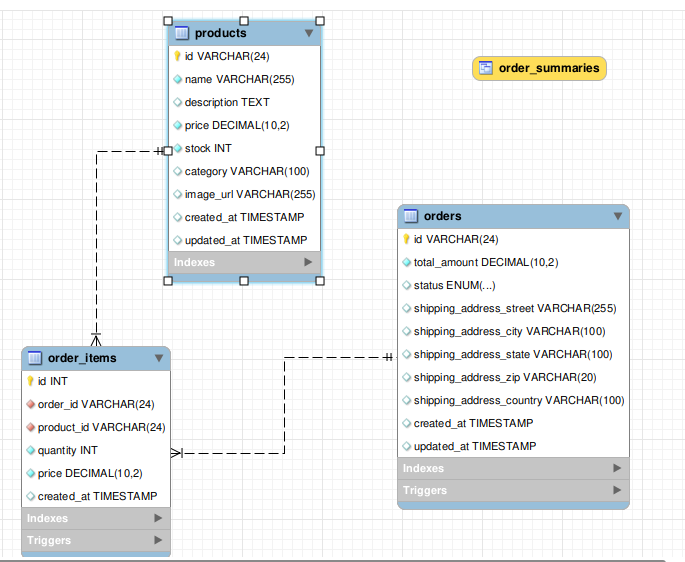 products
id VARCHAR(24)
name VARCHAR(255)
description TEXT
price DECIMAL(10,2)
stock INT
category VARCHAR(100)
image_url VARCHAR(255)
created_at TIMESTAMP
updated_at TIMESTAMP
Indexes
order_summaries
orders
id VARCHAR(24)
total_amount DECIMAL(10,2)
status ENUM(...)
shipping_address_street VARCHAR(255)
shipping_address_city VARCHAR(100)
shipping_address_state VARCHAR(100)
shipping_address_zip VARCHAR(20)
shipping_address_country VARCHAR(100)
created_at TIMESTAMP
updated_at TIMESTAMP
Indexes
Triggers
order_items
id INT
order_id VARCHAR(24)
product_id VARCHAR(24)
quantity INT
price DECIMAL(10,2)
created_at TIMESTAMP
Indexes
Triggers